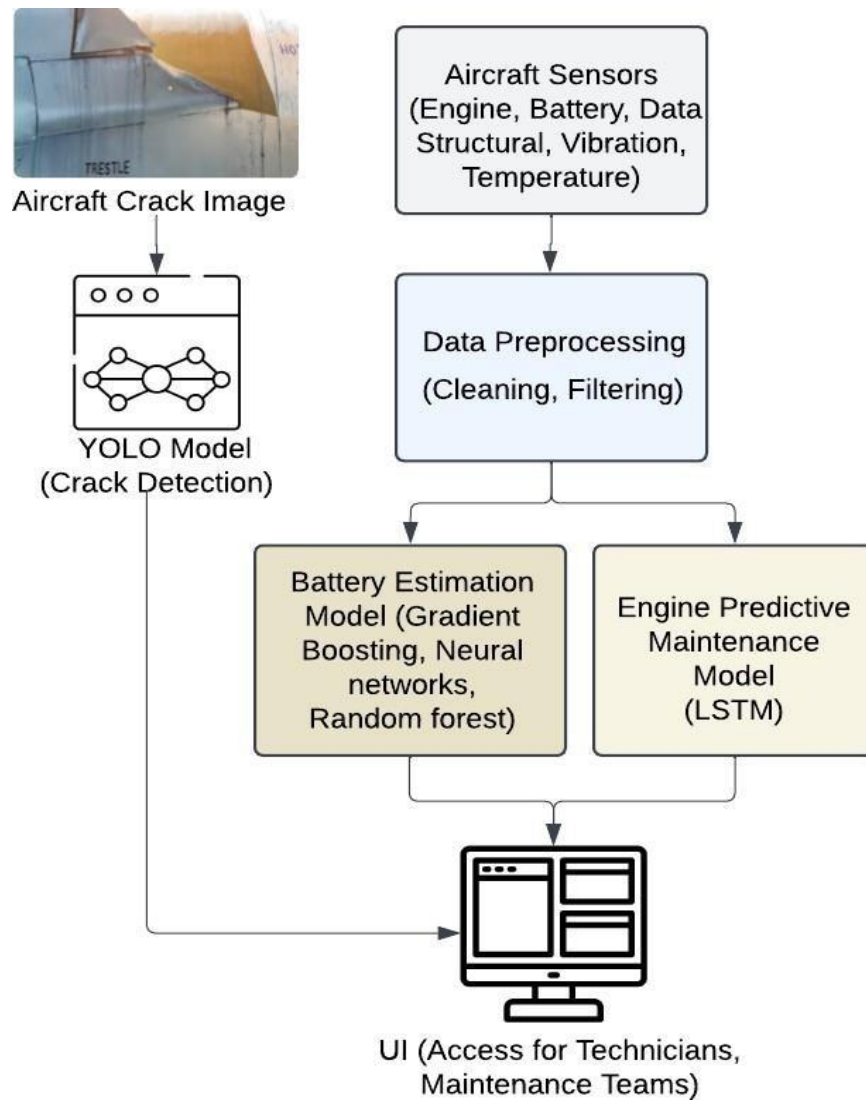 HOT
TRESTLE
Aircraft Crack Image
YOLO Model
(Crack Detection)
Aircraft Sensors
(Engine, Battery, Data
Structural, Vibration,
Temperature)
Data Preprocessing
(Cleaning, Filtering)
Battery Estimation
Model (Gradient
Boosting, Neural
networks,
Random forest)
Engine Predictive
Maintenance
Model
(LSTM)
UI (Access for Technicians,
Maintenance Teams)